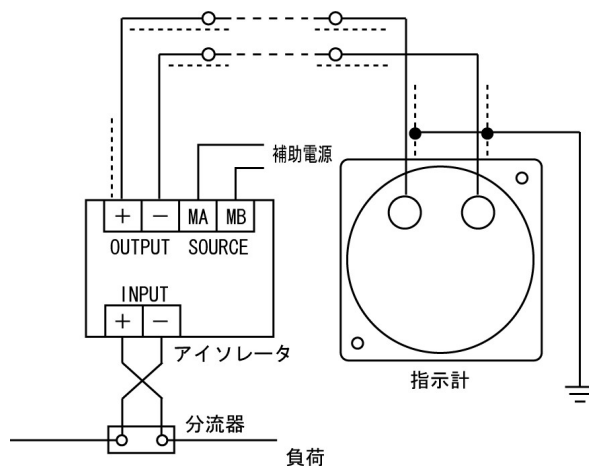 補助電源
+ − MA MB
OUTPUT SOURCE
INPUT
+ −
アイソレータ
指示計
分流器
負荷